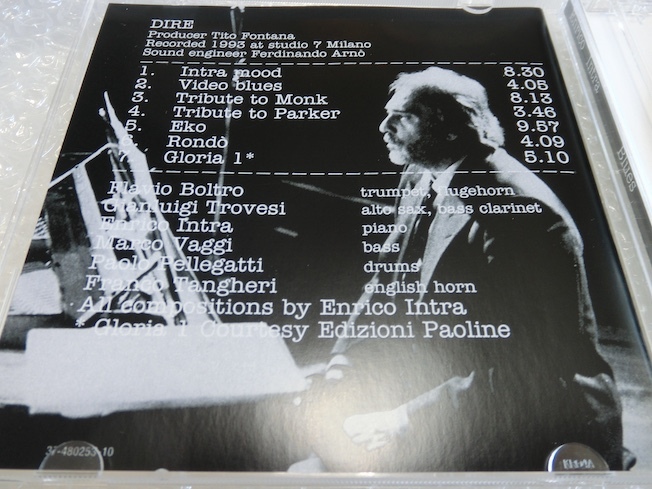 DIRE
Producer Tito Fontana
Recorded 1993 at studio 7 Milano
Sound engineer Ferdinando Arnò
1. Intra mood 8.30
2. Video blues 4.05
3. Tribute to Monk 8.13
4. Tribute to Parker 3.46
5. Eko 9.57
6. Rondò 4.09
7. Gloria 1* 5.10
Flavio Boltro trumpet, flugehorn
Gianluigi Trovesi alto sax, bass clarinet
Enrico Intra piano
Marco Vaggi bass
Paolo Pellegatti drums
Franco Tangheri english horn
All compositions by Enrico Intra
* Gloria 1 Courtesy Edizioni Paoline
37-480253-10
Blues